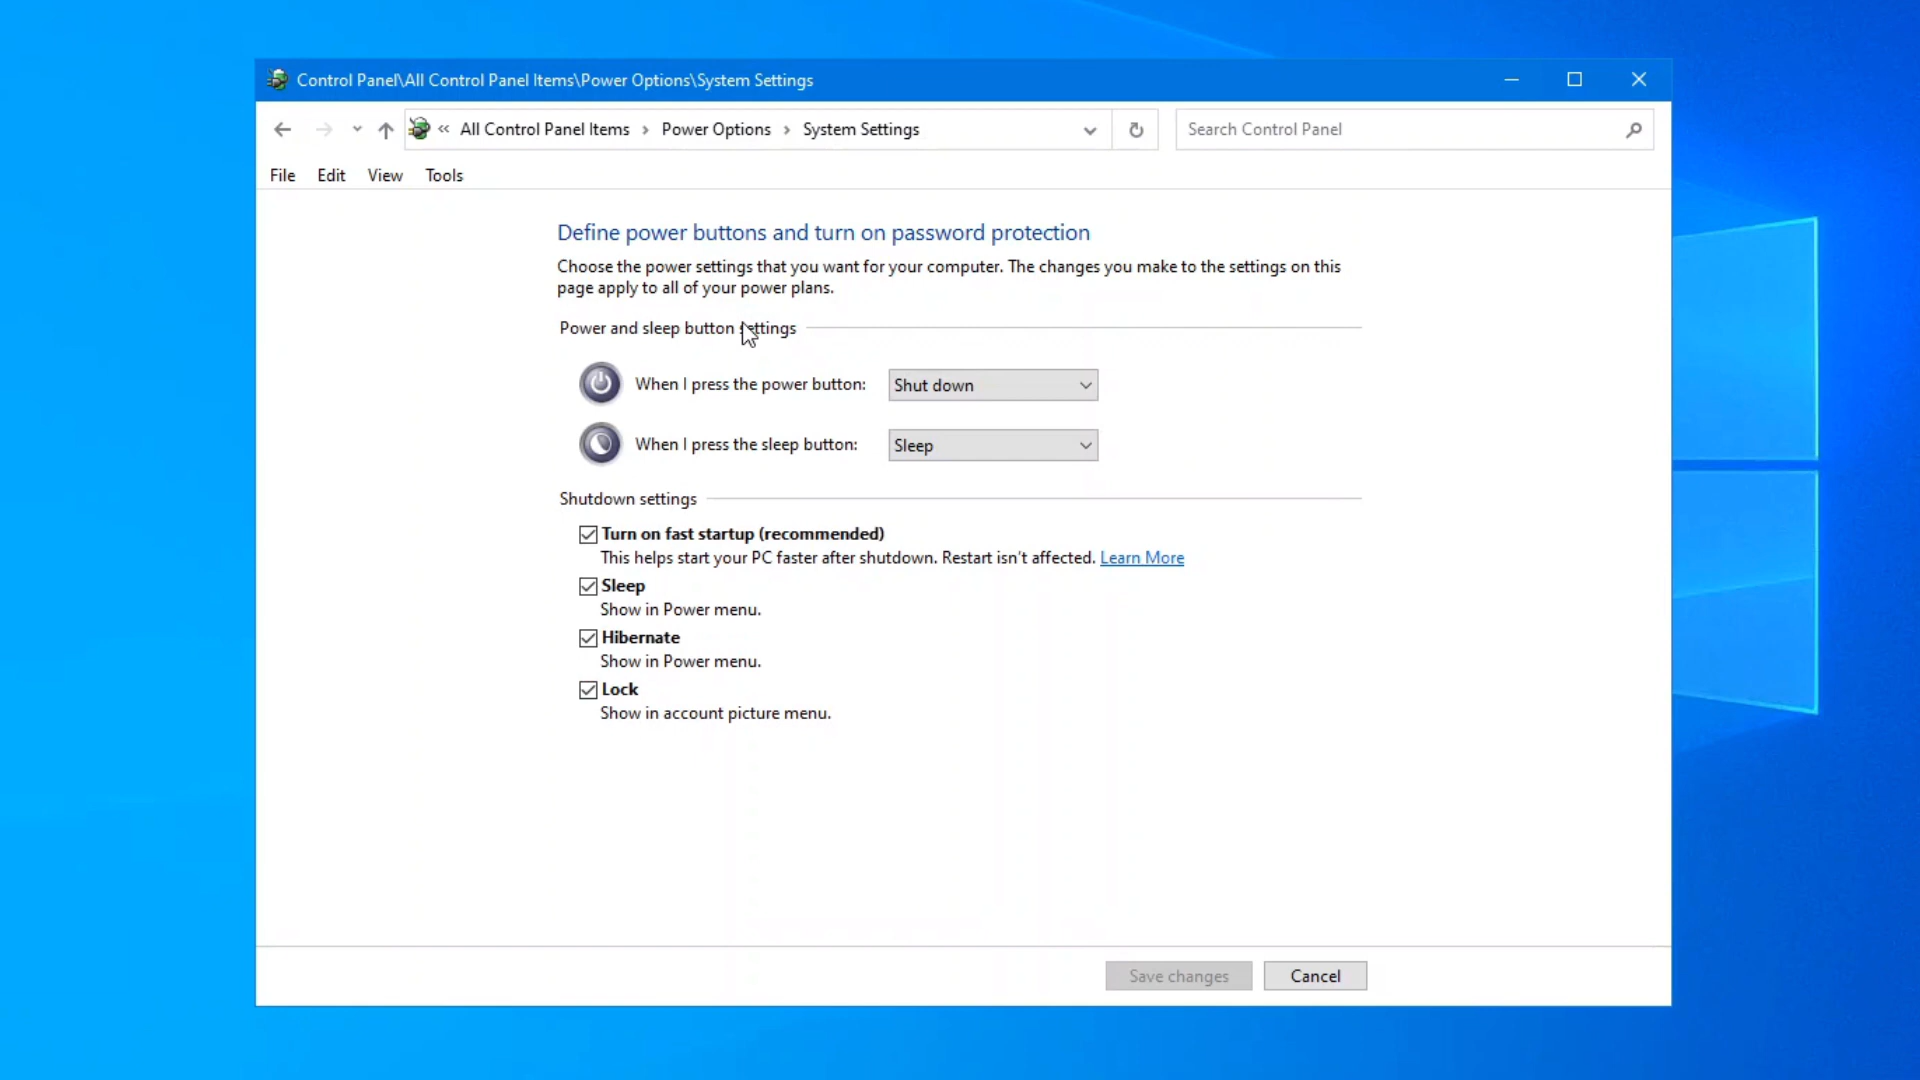 Control Panel\All Control Panel Items\Power Options\System Settings
« All Control Panel Items › Power Options › System Settings
Search Control Panel
File Edit View Tools
Define power buttons and turn on password protection
Choose the power settings that you want for your computer. The changes you make to the settings on this
page apply to all of your power plans.
Power and sleep button settings
When I press the power button: Shut down
When I press the sleep button: Sleep
Shutdown settings
Turn on fast startup (recommended)
This helps start your PC faster after shutdown. Restart isn't affected. Learn More
Sleep
Show in Power menu.
Hibernate
Show in Power menu.
Lock
Show in account picture menu.
Save changes Cancel